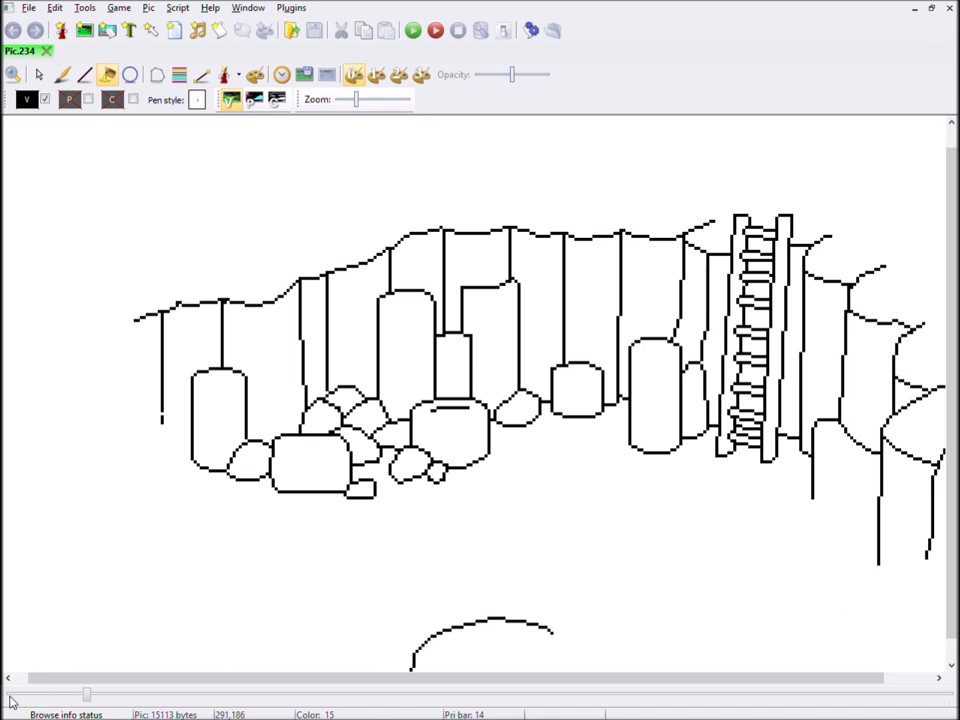 File Edit Tools Game Pic Script Help Window Plugins
Pic.234
Opacity:
V P C Pen style: V P C Zoom:
Browse info status Pic: 15113 bytes 291,186 Color: 15 Pri bar: 14